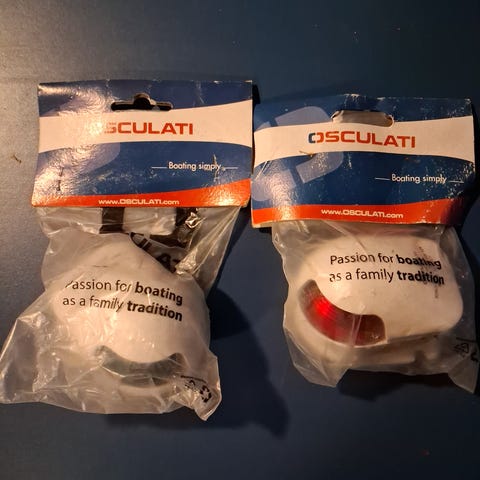 OSCULATI
Boating simply
www.OSCULATI.com
Passion for boating
as a family tradition
OSCULATI
Boating simply
www.OSCULATI.com
Passion for boating
as a family tradition